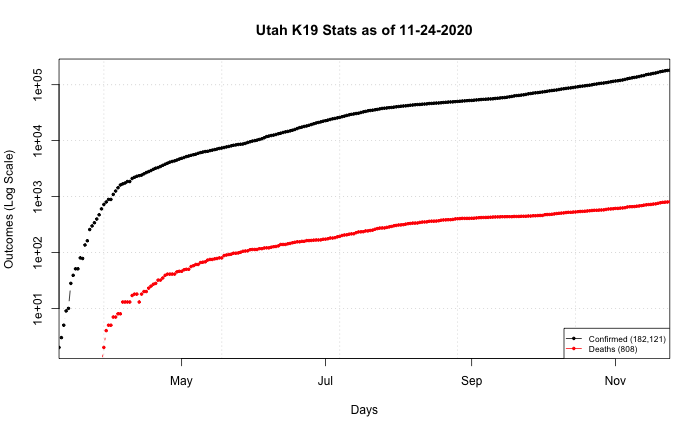 Utah K19 Stats as of 11-24-2020
Outcomes (Log Scale)
1e+05
1e+04
1e+03
1e+02
1e+01
Confirmed (182,121)
Deaths (808)
May
Jul
Sep
Nov
Days